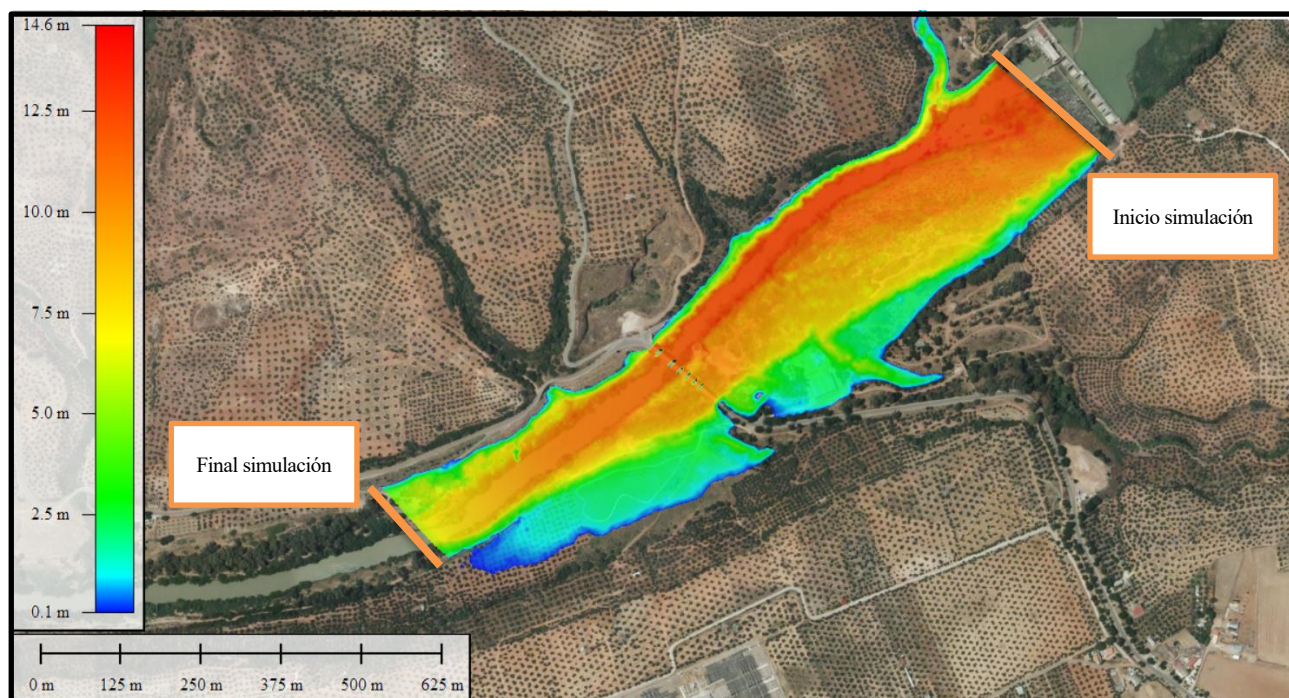 14.6 m
12.5 m
10.0 m
7.5 m
5.0 m
2.5 m
0.1 m
Inicio simulación
Final simulación
0 m 125 m 250 m 375 m 500 m 625 m